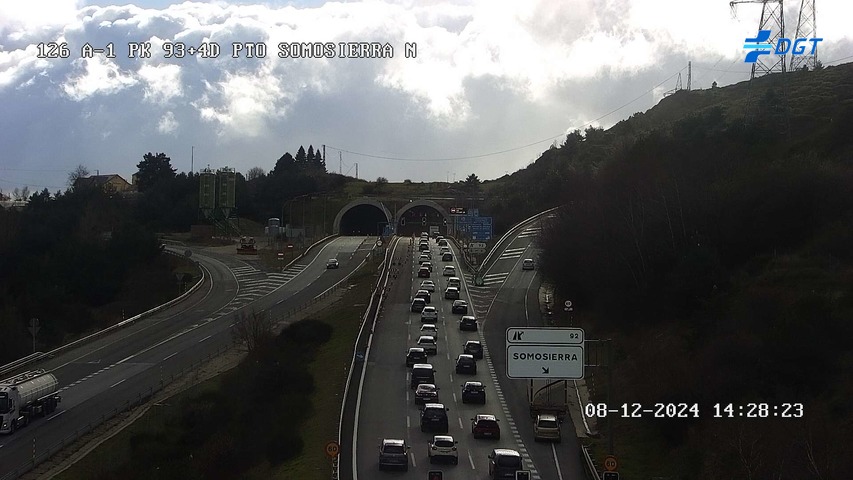 126 A-1 PK 93+4D PTO SOMOSIERRA N
DGT
92
SOMOSIERRA
08-12-2024 14:28:23